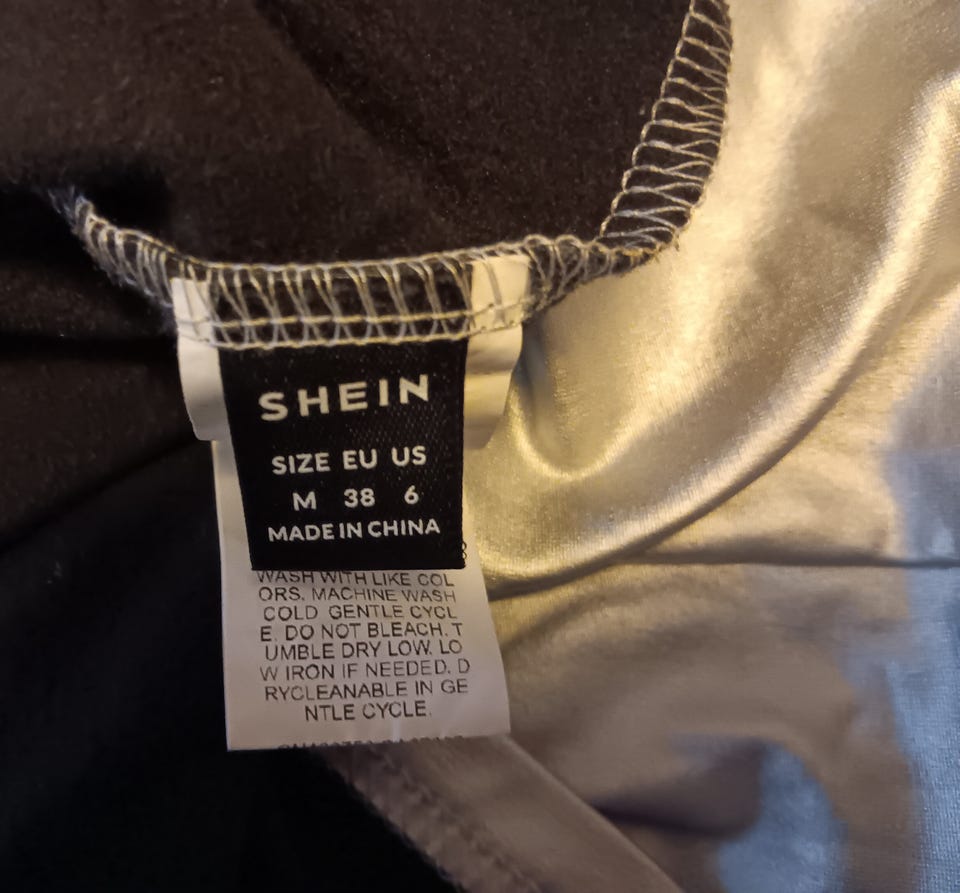 SHEIN
SIZE EU US
M 38 6
MADE IN CHINA
WASH WITH LIKE COL
ORS. MACHINE WASH
COLD GENTLE CYCL
E. DO NOT BLEACH. T
UMBLE DRY LOW. LO
W IRON IF NEEDED. D
RYCLEANABLE IN GE
NTLE CYCLE.